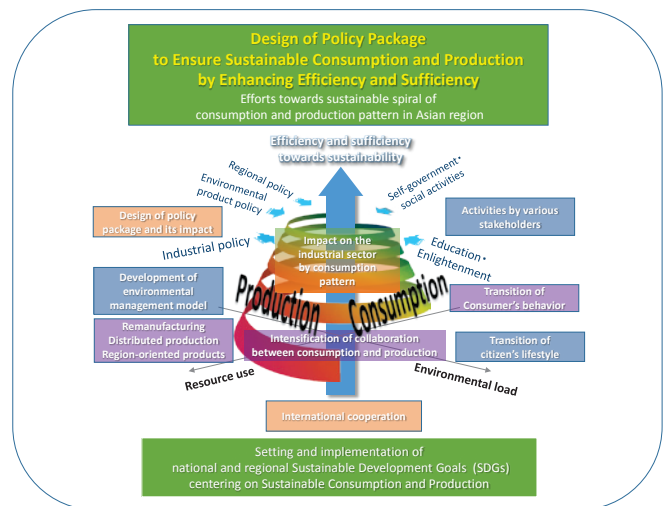 Design of Policy Package
to Ensure Sustainable Consumption and Production
by Enhancing Efficiency and Sufficiency
Efforts towards sustainable spiral of
consumption and production pattern in Asian region
Efficiency and sufficiency
towards sustainability
Regional policy
Environmental
product policy
Self-government・
social activities
Design of policy
package and its impact
Activities by various
stakeholders
Industrial policy
Impact on the
industrial sector
by consumption
pattern
Education・
Enlightenment
Development of
environmental
management model
Production
Consumption
Transition of
Consumer's behavior
Remanufacturing
Distributed production
Region-oriented products
Intensification of collaboration
between consumption and production
Transition of
citizen's lifestyle
Resource use
Environmental load
International cooperation
Setting and implementation of
national and regional Sustainable Development Goals (SDGs)
centering on Sustainable Consumption and Production